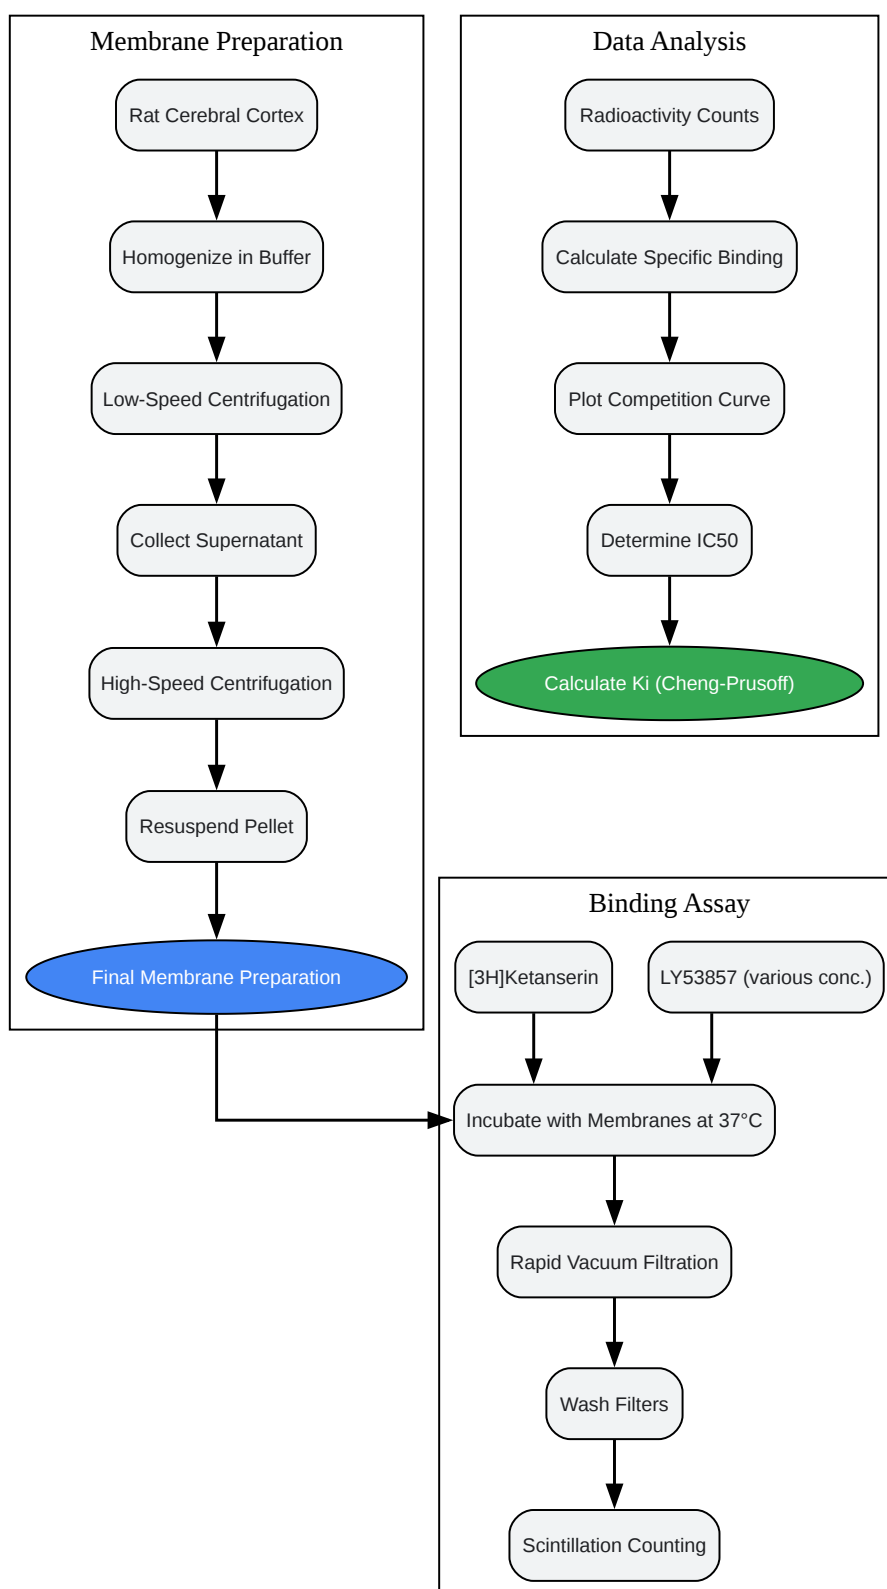 Membrane Preparation
Rat Cerebral Cortex
Homogenize in Buffer
Low-Speed Centrifugation
Collect Supernatant
High-Speed Centrifugation
Resuspend Pellet
Final Membrane Preparation
Data Analysis
Radioactivity Counts
Calculate Specific Binding
Plot Competition Curve
Determine IC50
Calculate Ki (Cheng-Prusoff)
Binding Assay
[3H]Ketanserin
LY53857 (various conc.)
Incubate with Membranes at 37°C
Rapid Vacuum Filtration
Wash Filters
Scintillation Counting